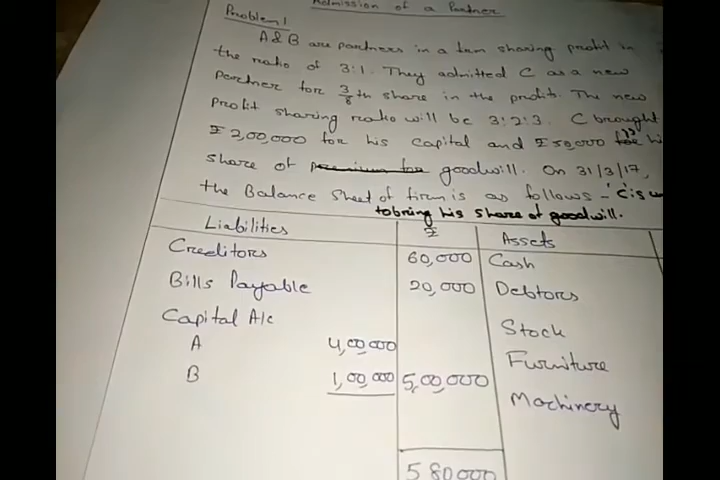 Admission of a Partner
Problem 1
A & B are partners in a firm sharing profit in
the ratio of 3:1. They admitted C as a new
partner for 3/8 th share in the profits. The new
profit sharing ratio will be 3:2:3. C brought
₹ 2,00,000 for his capital and ₹ 50,000
share of goodwill. On 31/3/17,
the Balance Sheet of firm is as follows - 'C' is
to bring his share of goodwill.
Liabilities ₹ Assets
Creditors 60,000 Cash
Bills Payable 20,000 Debtors
Capital A/c Stock
A 4,00,000 Furniture
B 1,00,000 5,00,000 Machinery
580000